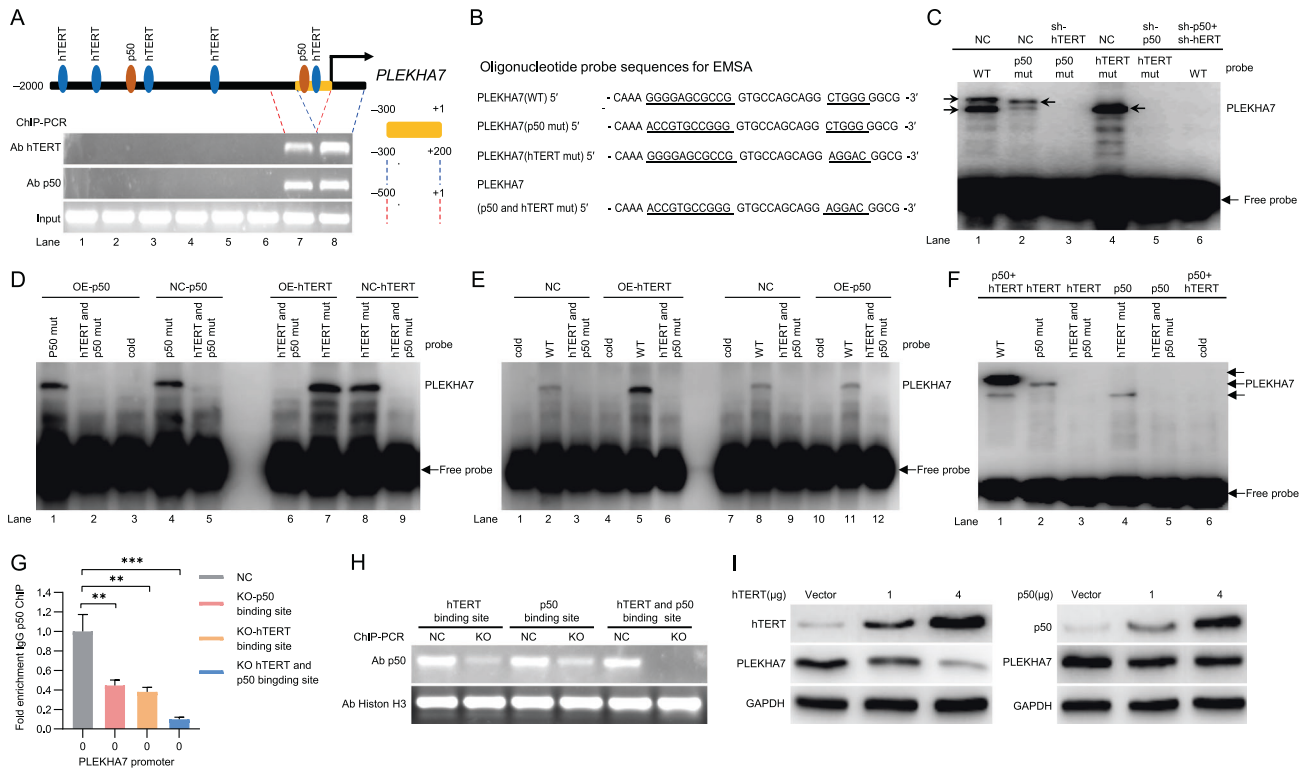 A
hTERT
hTERT
p50
hTERT
hTERT
p50
hTERT
–2000
PLEKHA7
–300 +1
ChIP-PCR
Ab hTERT
–300 +200
Ab p50
–500 +1
Input
Lane 1 2 3 4 5 6 7 8
B
Oligonucleotide probe sequences for EMSA
PLEKHA7(WT) 5′ - CAAA GGGGAGCGCCG GTGCCAGCAGG CTGGG GGCG -3′
PLEKHA7(p50 mut) 5′ - CAAA ACCGTGCCGGG GTGCCAGCAGG CTGGG GGCG -3′
PLEKHA7(hTERT mut) 5′ - CAAA GGGGAGCGCCG GTGCCAGCAGG AGGAC GGCG -3′
PLEKHA7
(p50 and hTERT mut) 5′ - CAAA ACCGTGCCGGG GTGCCAGCAGG AGGAC GGCG -3′
C
NC NC sh-hTERT NC sh-p50 sh-p50+ sh-hERT
WT p50 mut p50 mut hTERT mut hTERT mut WT probe
PLEKHA7
Free probe
Lane 1 2 3 4 5 6
D
OE-p50 NC-p50 OE-hTERT NC-hTERT
P50 mut
hTERT and p50 mut
cold
p50 mut
hTERT and p50 mut
hTERT and p50 mut
hTERT mut
hTERT mut
hTERT and p50 mut
probe
PLEKHA7
Free probe
Lane 1 2 3 4 5 6 7 8 9
E
NC OE-hTERT NC OE-p50
cold
WT
hTERT and p50 mut
cold
WT
hTERT and p50 mut
cold
WT
hTERT and p50 mut
cold
WT
hTERT and p50 mut
probe
PLEKHA7
Free probe
Lane 1 2 3 4 5 6 7 8 9 10 11 12
F
p50+ hTERT hTERT hTERT p50 p50 p50+ hTERT
WT
p50 mut
hTERT and p50 mut
hTERT mut
hTERT and p50 mut
cold
probe
PLEKHA7
Free probe
Lane 1 2 3 4 5 6
G
Fold enrichment IgG p50 ChIP
1.4
1.2
1.0
0.8
0.6
0.4
0.2
0.0
***
**
**
0 0 0 0
PLEKHA7 promoter
NC
KO-p50
binding site
KO-hTERT
binding site
KO hTERT and
p50 bingding site
H
hTERT binding site
p50 binding site
hTERT and p50 binding site
ChIP-PCR NC KO NC KO NC KO
Ab p50
Ab Histon H3
I
hTERT(μg) Vector 1 4
hTERT
PLEKHA7
GAPDH
p50(μg) Vector 1 4
p50
PLEKHA7
GAPDH